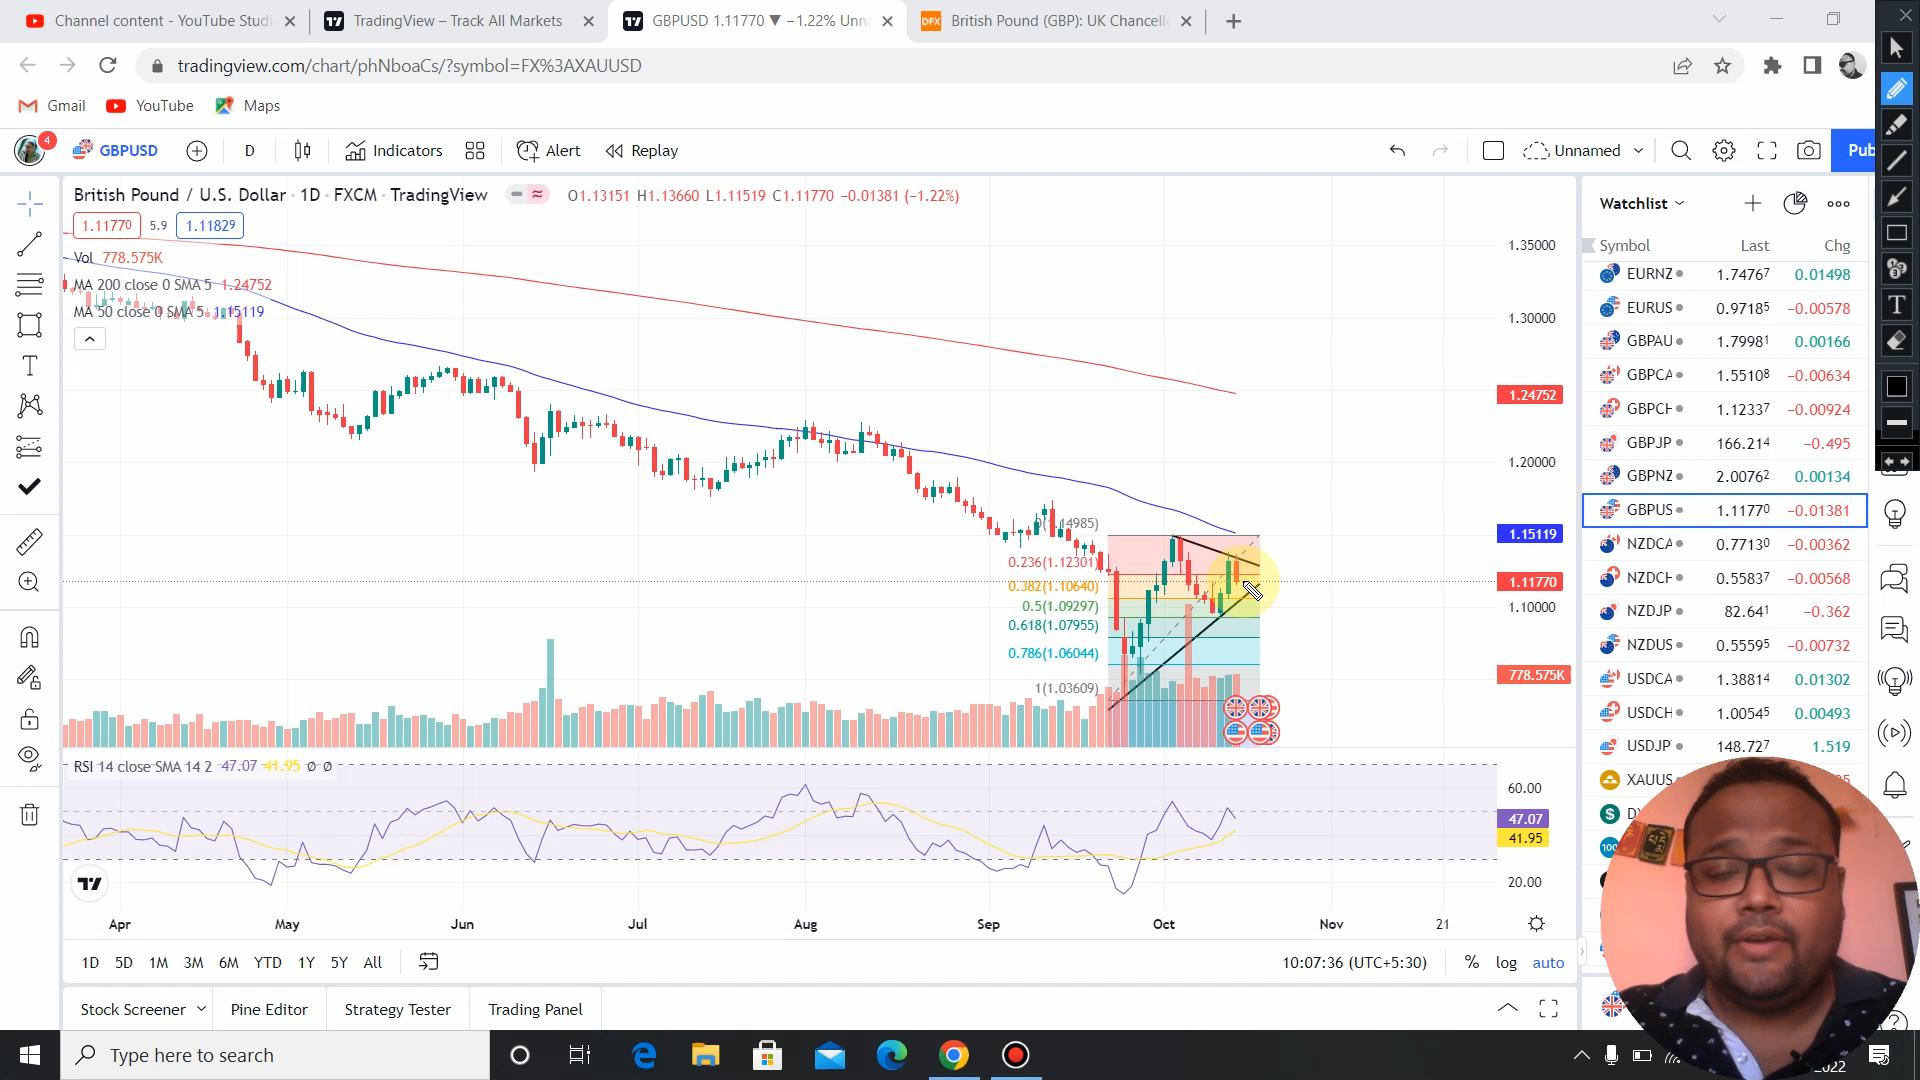 Channel content - YouTube Studi
TradingView – Track All Markets
GBPUSD 1.11770 ▼ −1.22% Unna
DFX British Pound (GBP): UK Chancell
tradingview.com/chart/phNboaCs/?symbol=FX%3AXAUUSD
Gmail YouTube Maps
4 GBPUSD D Indicators Alert Replay Unnamed Pub
British Pound / U.S. Dollar · 1D · FXCM · TradingView O1.13151 H1.13660 L1.11519 C1.11770 −0.01381 (−1.22%)
1.11770 5.9 1.11829
Vol 778.575K
MA 200 close 0 SMA 5 1.24752
MA 50 close 0 SMA 5 1.15119
0(1.14985)
0.236(1.12301)
0.382(1.10640)
0.5(1.09297)
0.618(1.07955)
0.786(1.06044)
1(1.03609)
1.35000
1.30000
1.24752
1.20000
1.15119
1.11770
1.10000
778.575K
RSI 14 close SMA 14 2 47.07 41.95 ø ø
60.00
47.07
41.95
20.00
Apr May Jun Jul Aug Sep Oct Nov 21
1D 5D 1M 3M 6M YTD 1Y 5Y All
10:07:36 (UTC+5:30) % log auto
Stock Screener Pine Editor Strategy Tester Trading Panel
Watchlist
Symbol Last Chg
EURNZ 1.74767 0.01498
EURUS 0.97185 −0.00578
GBPAU 1.79981 0.00166
GBPCA 1.55108 −0.00634
GBPCH 1.12337 −0.00924
GBPJP 166.214 −0.495
GBPNZ 2.00762 0.00134
GBPUS 1.11770 −0.01381
NZDCA 0.77130 −0.00362
NZDCH 0.55837 −0.00568
NZDJP 82.641 −0.362
NZDUS 0.55595 −0.00732
USDCA 1.38814 0.01302
USDCH 1.00545 0.00493
USDJP 148.727 1.519
XAUUS
100
T
Type here to search
2022